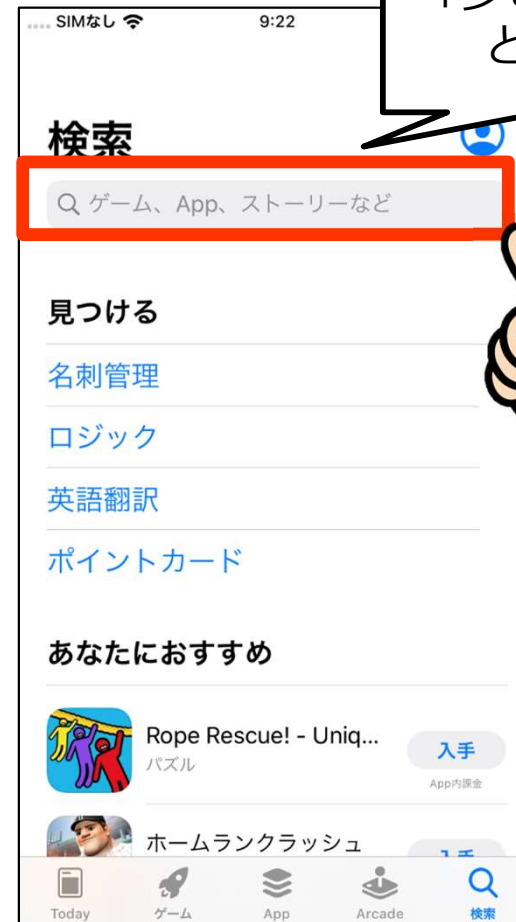 SIMなし 9:22
検索
ゲーム、App、ストーリーなど
見つける
名刺管理
ロジック
英語翻訳
ポイントカード
あなたにおすすめ
Rope Rescue! - Uniq...
パズル
入手
App内課金
ホームランクラッシュ
入手
Today ゲーム App Arcade 検索